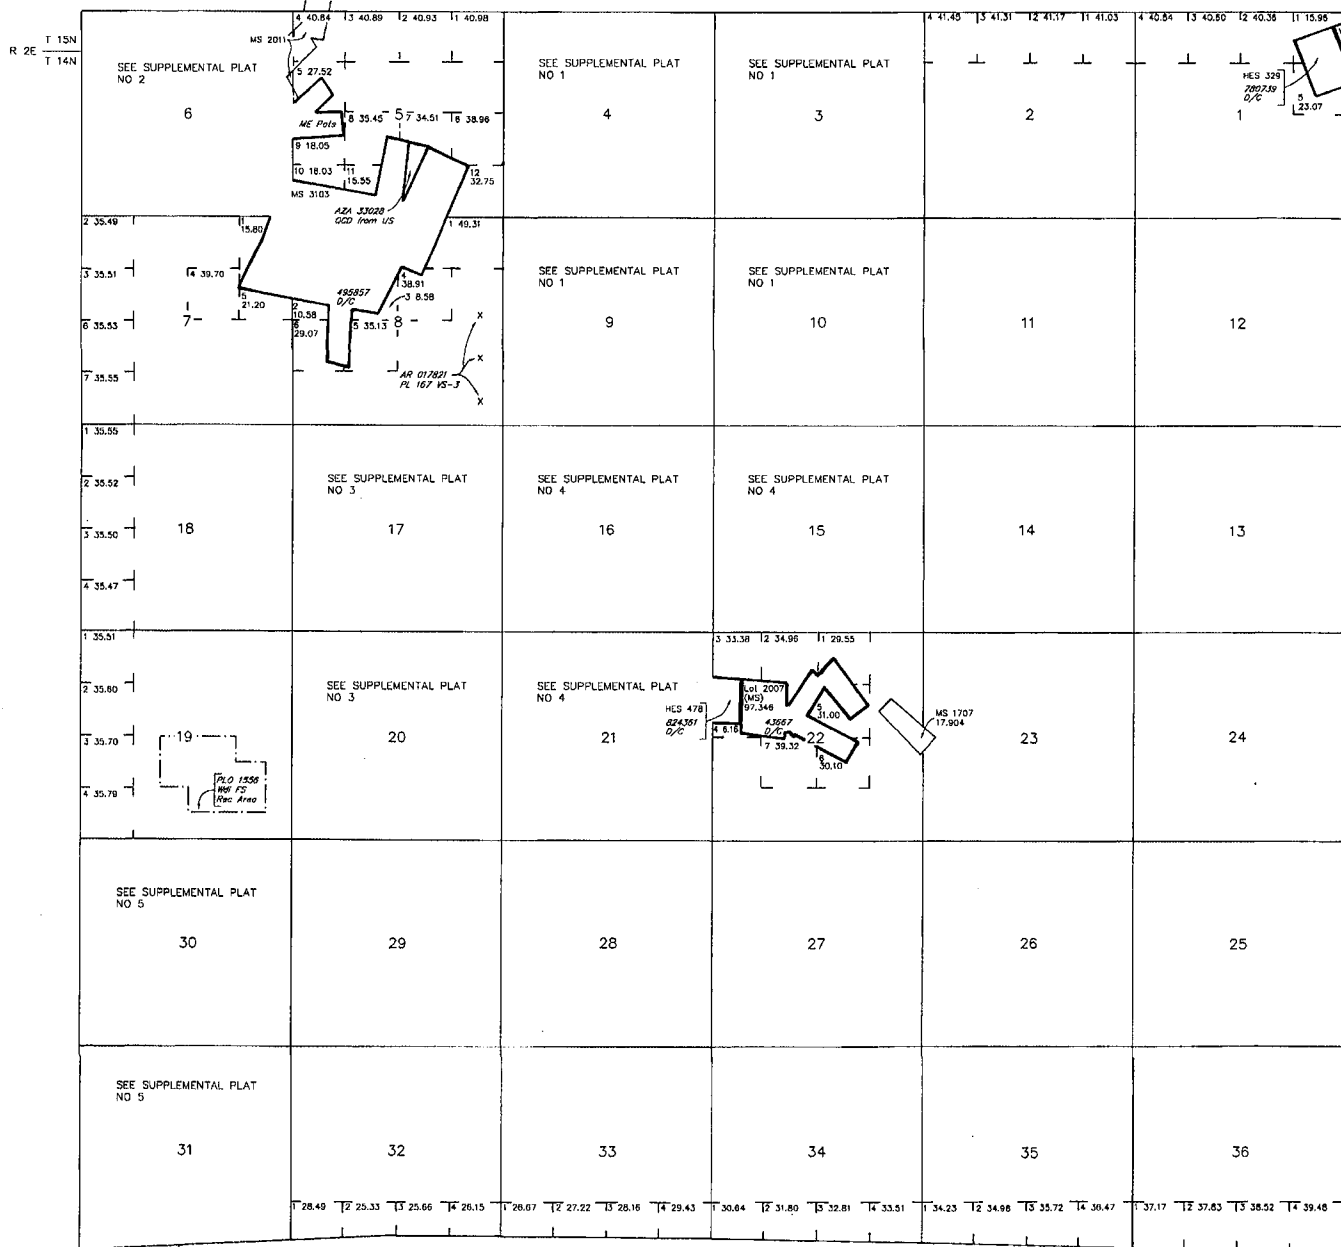 R 2E T 15N
T 14N
4 40.84 3 40.89 2 40.93 1 40.98
4 41.45 3 41.31 2 41.17 1 41.03
4 40.84 3 40.60 2 40.36 1 15.95
MS 2011
SEE SUPPLEMENTAL PLAT
NO 2
6
5 27.52
1
SEE SUPPLEMENTAL PLAT
NO 1
4
SEE SUPPLEMENTAL PLAT
NO 1
3
2
1
HES 329
780739
D/G
5
23.07
ME Pats
8 35.45 5 7 34.51 6 38.96
9 18.05
10 18.03 11
15.55
12
32.75
MS 3103
AZA 33028
QCD from US
2 35.49
1
15.80
1 49.31
3 35.51
4 39.70
4
38.91
3 8.58
495857
D/G
5
21.20
2
10.58
6 35.53
7
6
29.07
5 35.13 8
SEE SUPPLEMENTAL PLAT
NO 1
9
SEE SUPPLEMENTAL PLAT
NO 1
10
11
12
x
x
x
AR 017821
PL 167 VS-3
7 35.55
1 35.55
2 35.52
3 35.50
4 35.47
18
SEE SUPPLEMENTAL PLAT
NO 3
17
SEE SUPPLEMENTAL PLAT
NO 4
16
SEE SUPPLEMENTAL PLAT
NO 4
15
14
13
1 35.51
2 35.60
3 35.70
4 35.79
19
PLO 1556
Wdl FS
Rec Area
SEE SUPPLEMENTAL PLAT
NO 3
20
SEE SUPPLEMENTAL PLAT
NO 4
21
3 33.38 2 34.96 1 29.55
HES 478
824361
D/G
Lot 2007
(MS)
97.346
43667
D/G
5
31.00
4 6.16
7 39.32
22
6
30.10
MS 1707
17.904
23
24
SEE SUPPLEMENTAL PLAT
NO 5
30
29
28
27
26
25
SEE SUPPLEMENTAL PLAT
NO 5
31
32
33
34
35
36
1 28.49 2 25.33 3 25.66 4 26.15 1 26.67 2 27.22 3 28.16 4 29.43 1 30.64 2 31.80 3 32.81 4 33.51 1 34.23 2 34.98 3 35.72 4 36.47 1 37.17 2 37.83 3 38.52 4 39.48